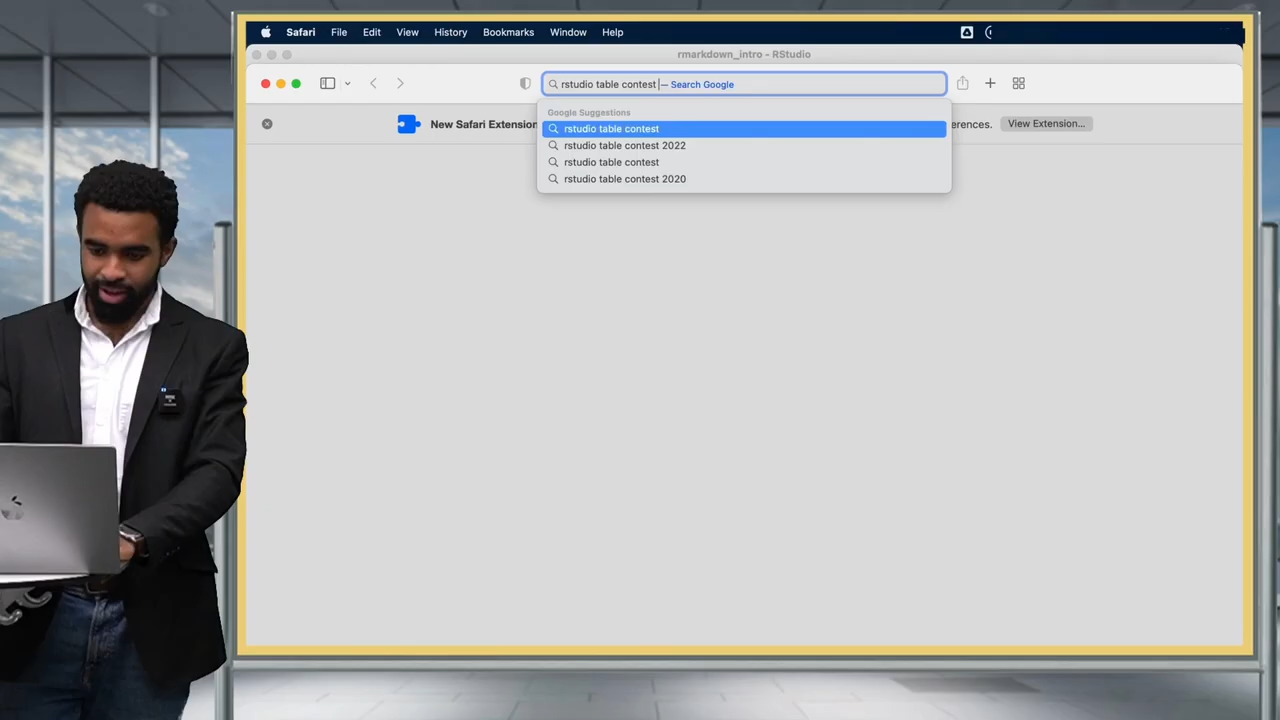 Safari File Edit View History Bookmarks Window Help
rmarkdown_intro - RStudio
rstudio table contest — Search Google
New Safari Extension
erences.
View Extension...
Google Suggestions
rstudio table contest
rstudio table contest 2022
rstudio table contest
rstudio table contest 2020